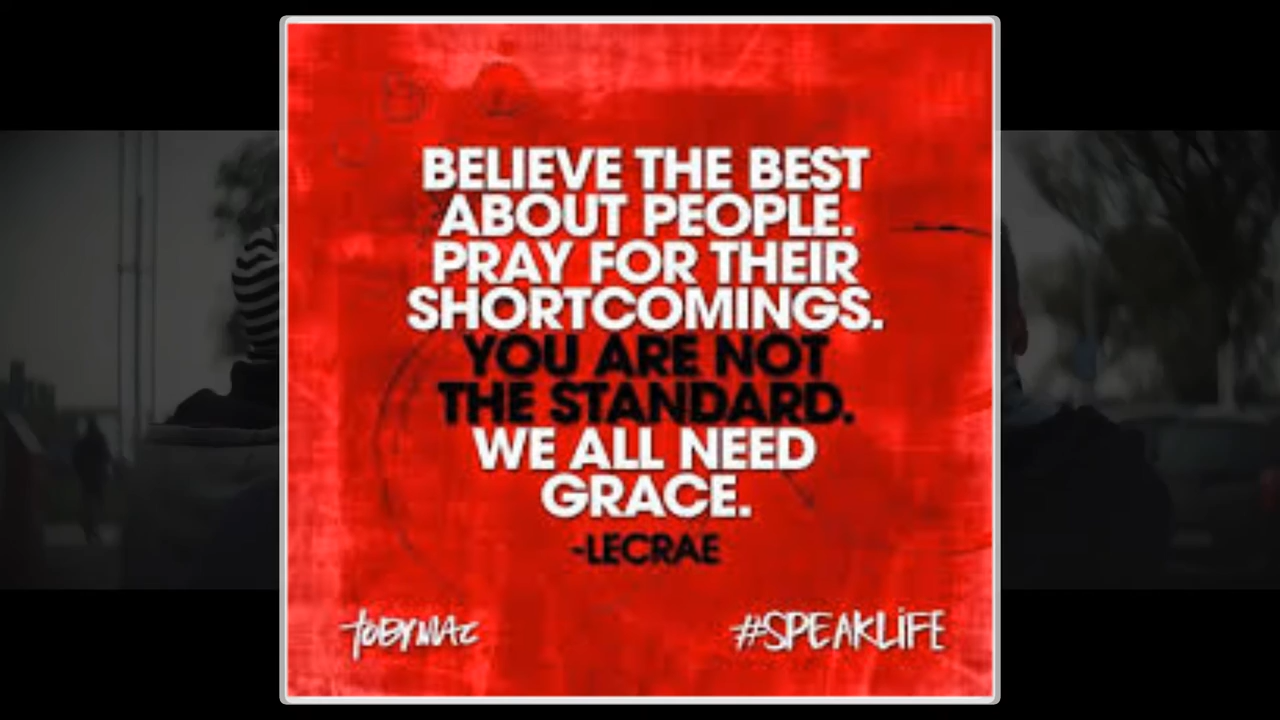 BELIEVE THE BEST
ABOUT PEOPLE.
PRAY FOR THEIR
SHORTCOMINGS.
YOU ARE NOT
THE STANDARD.
WE ALL NEED
GRACE.
-LECRAE
TOBYMAC
#SPEAKLIFE